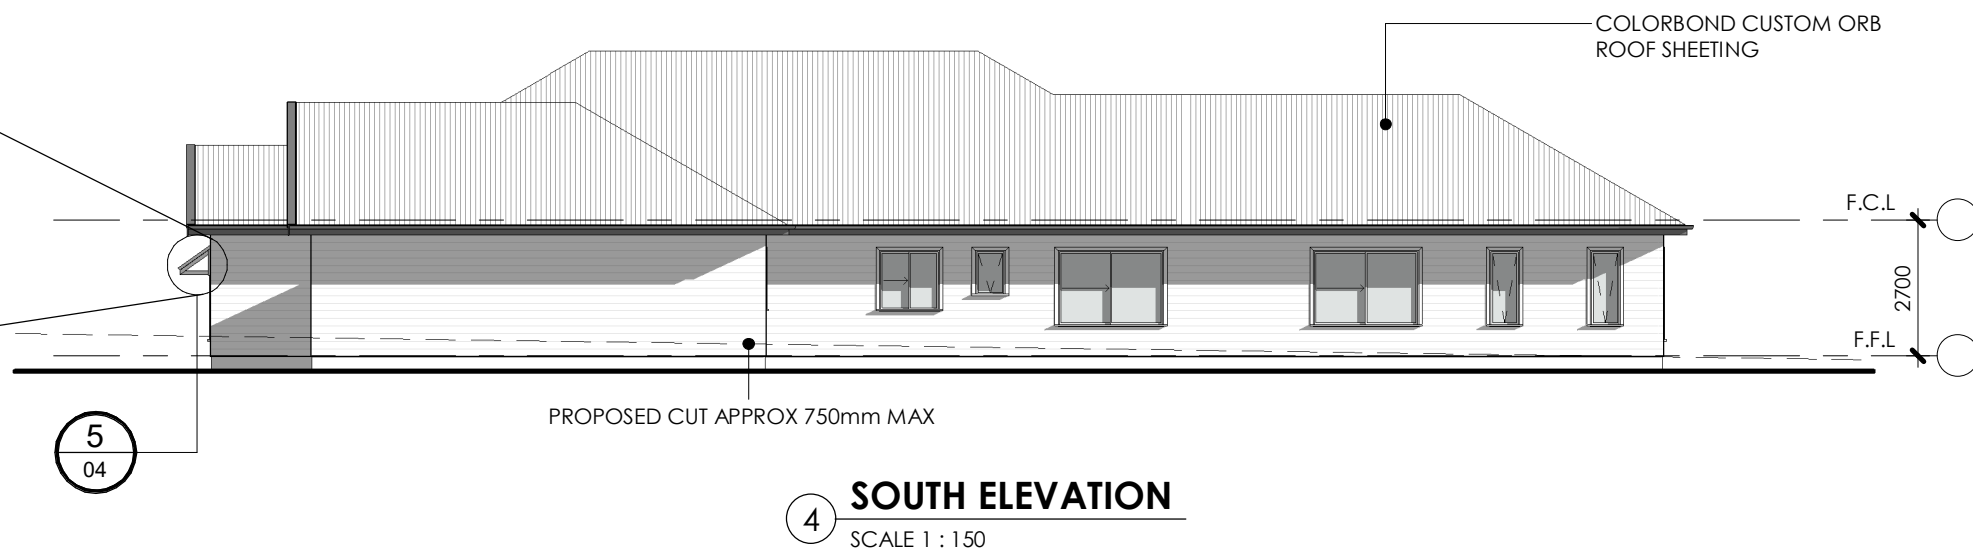 COLORBOND CUSTOM ORB
ROOF SHEETING
F.C.L
2700
F.F.L
PROPOSED CUT APPROX 750mm MAX
5
04
4
SOUTH ELEVATION
SCALE 1 : 150